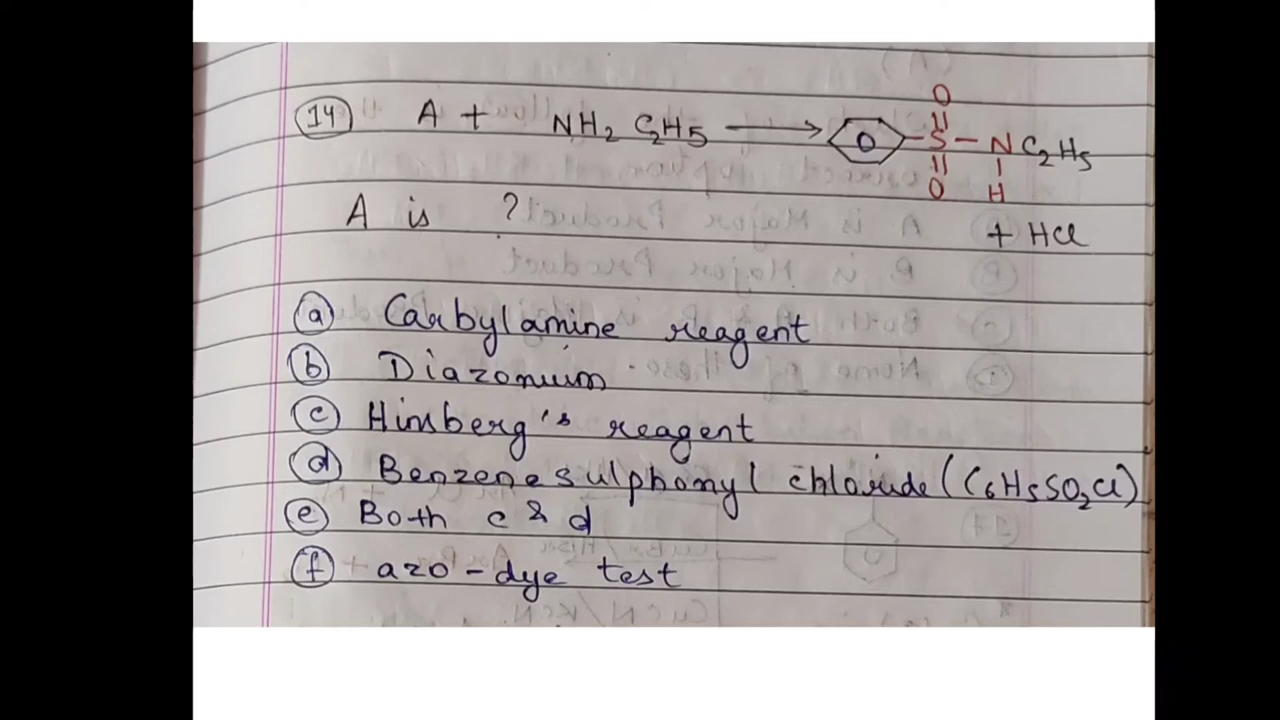 14 A + NH2 C2H5 → O
S – N C2H5
O H
A is ? + HCl
a Carbylamine reagent
b Diazonium
c Hinsberg's reagent
d Benzene sulphonyl chloride (C6H5SO2Cl)
e Both c & d
f azo-dye test